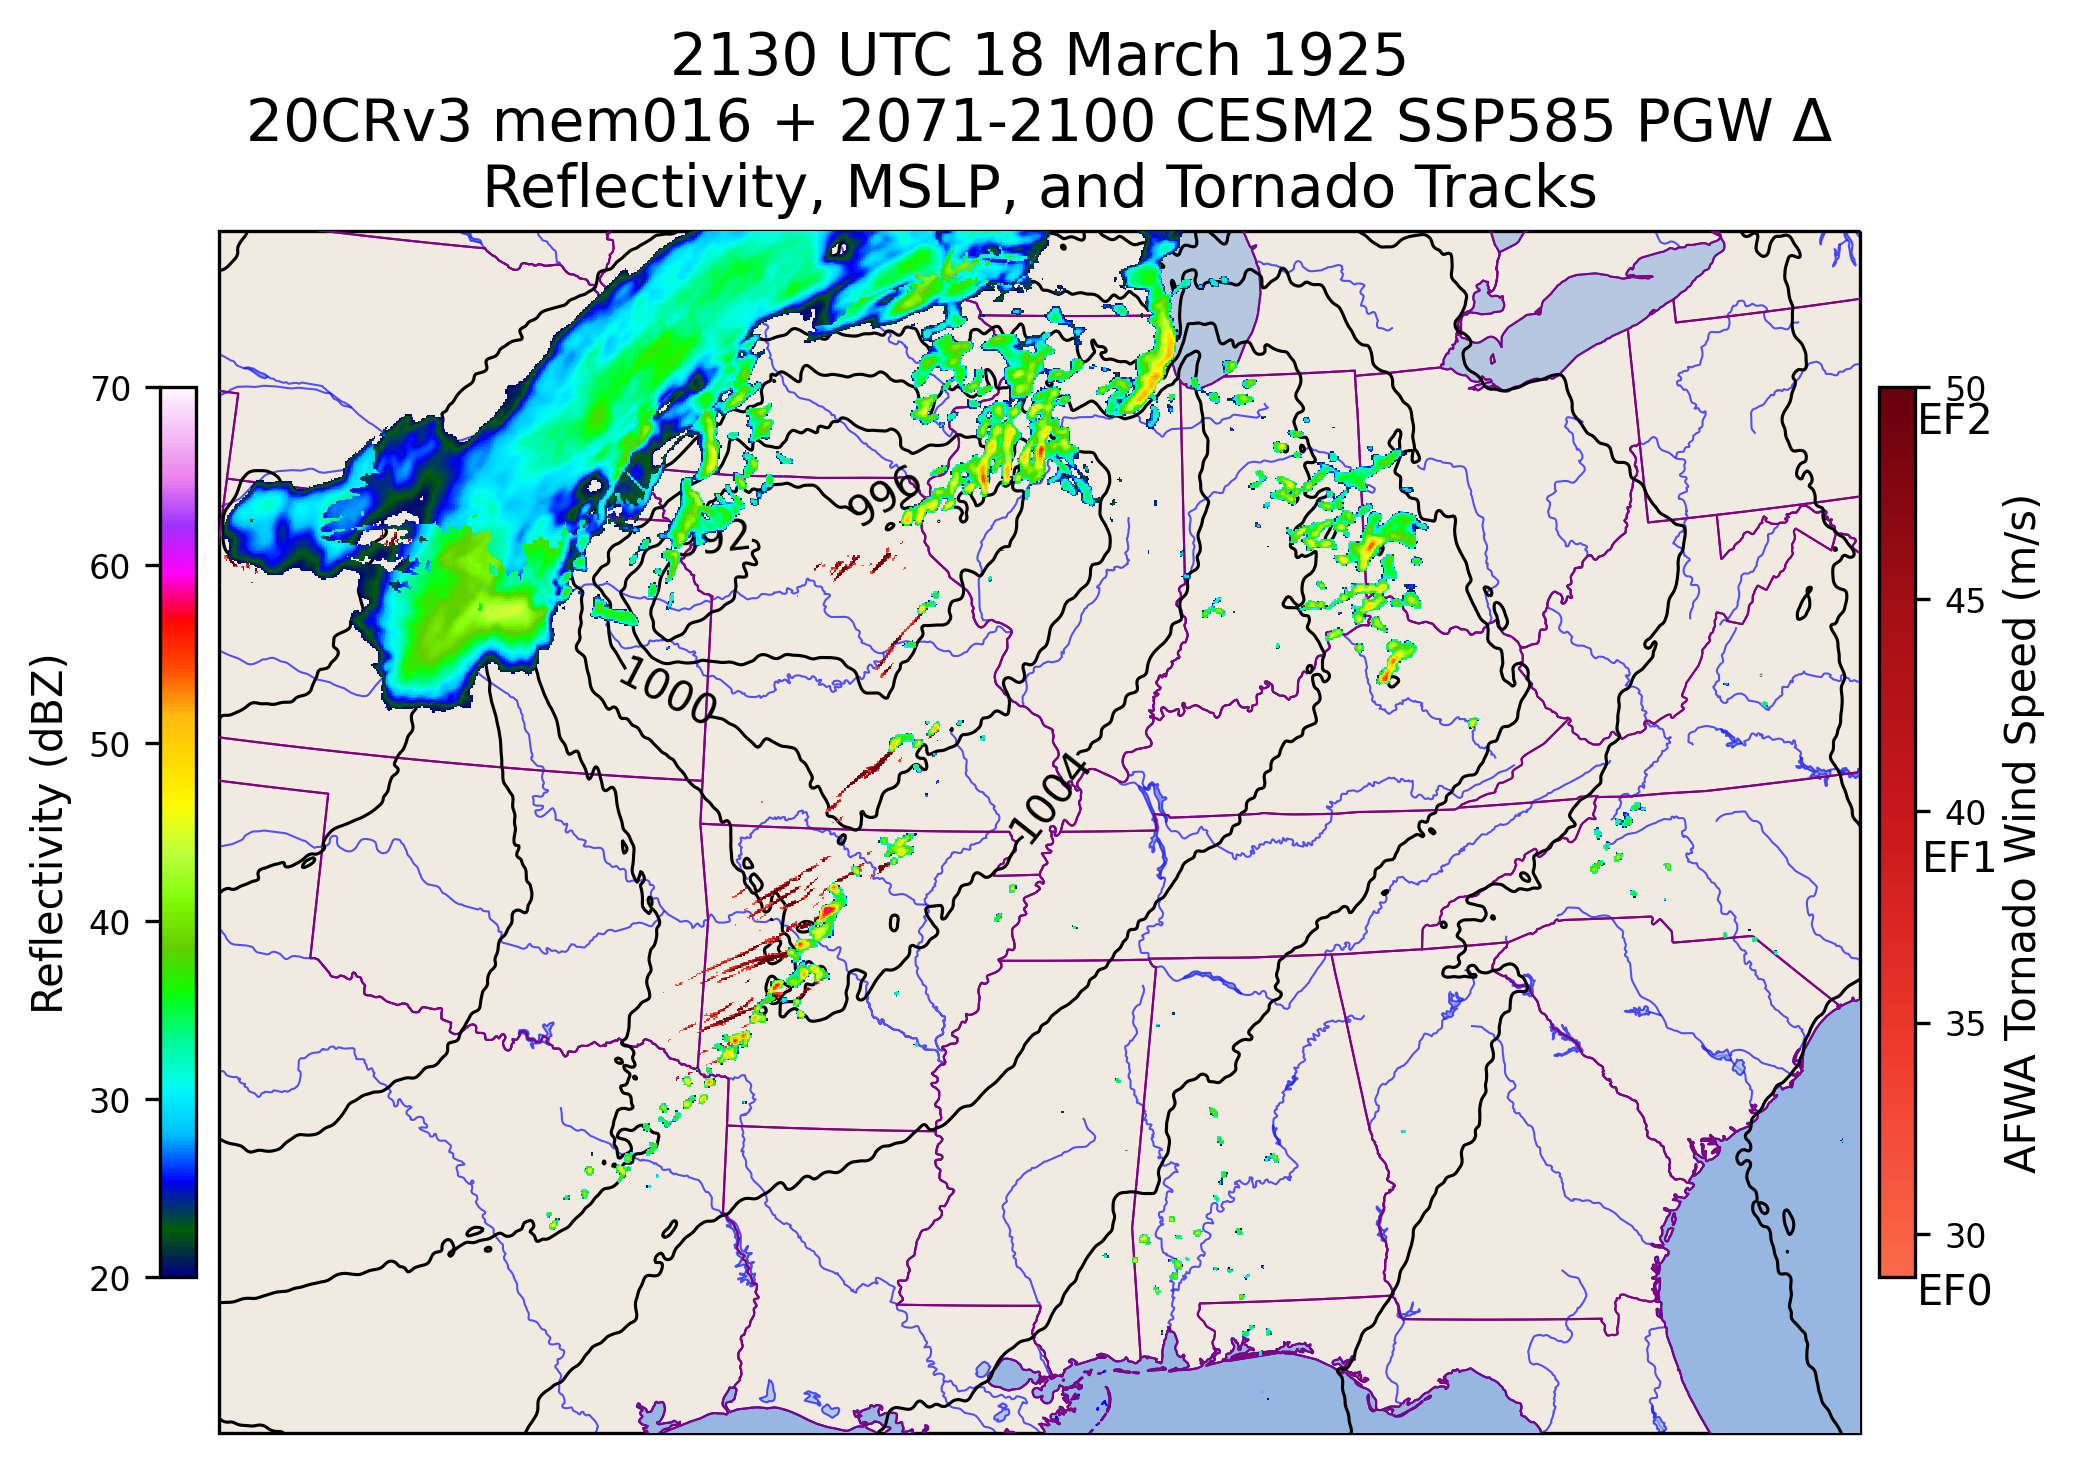 2130 UTC 18 March 1925
20CRv3 mem016 + 2071-2100 CESM2 SSP585 PGW Δ
Reflectivity, MSLP, and Tornado Tracks
70
60
50
40
30
20
Reflectivity (dBZ)
996
992
1000
1004
50
EF2
45
40
EF1
35
30
EF0
AFWA Tornado Wind Speed (m/s)